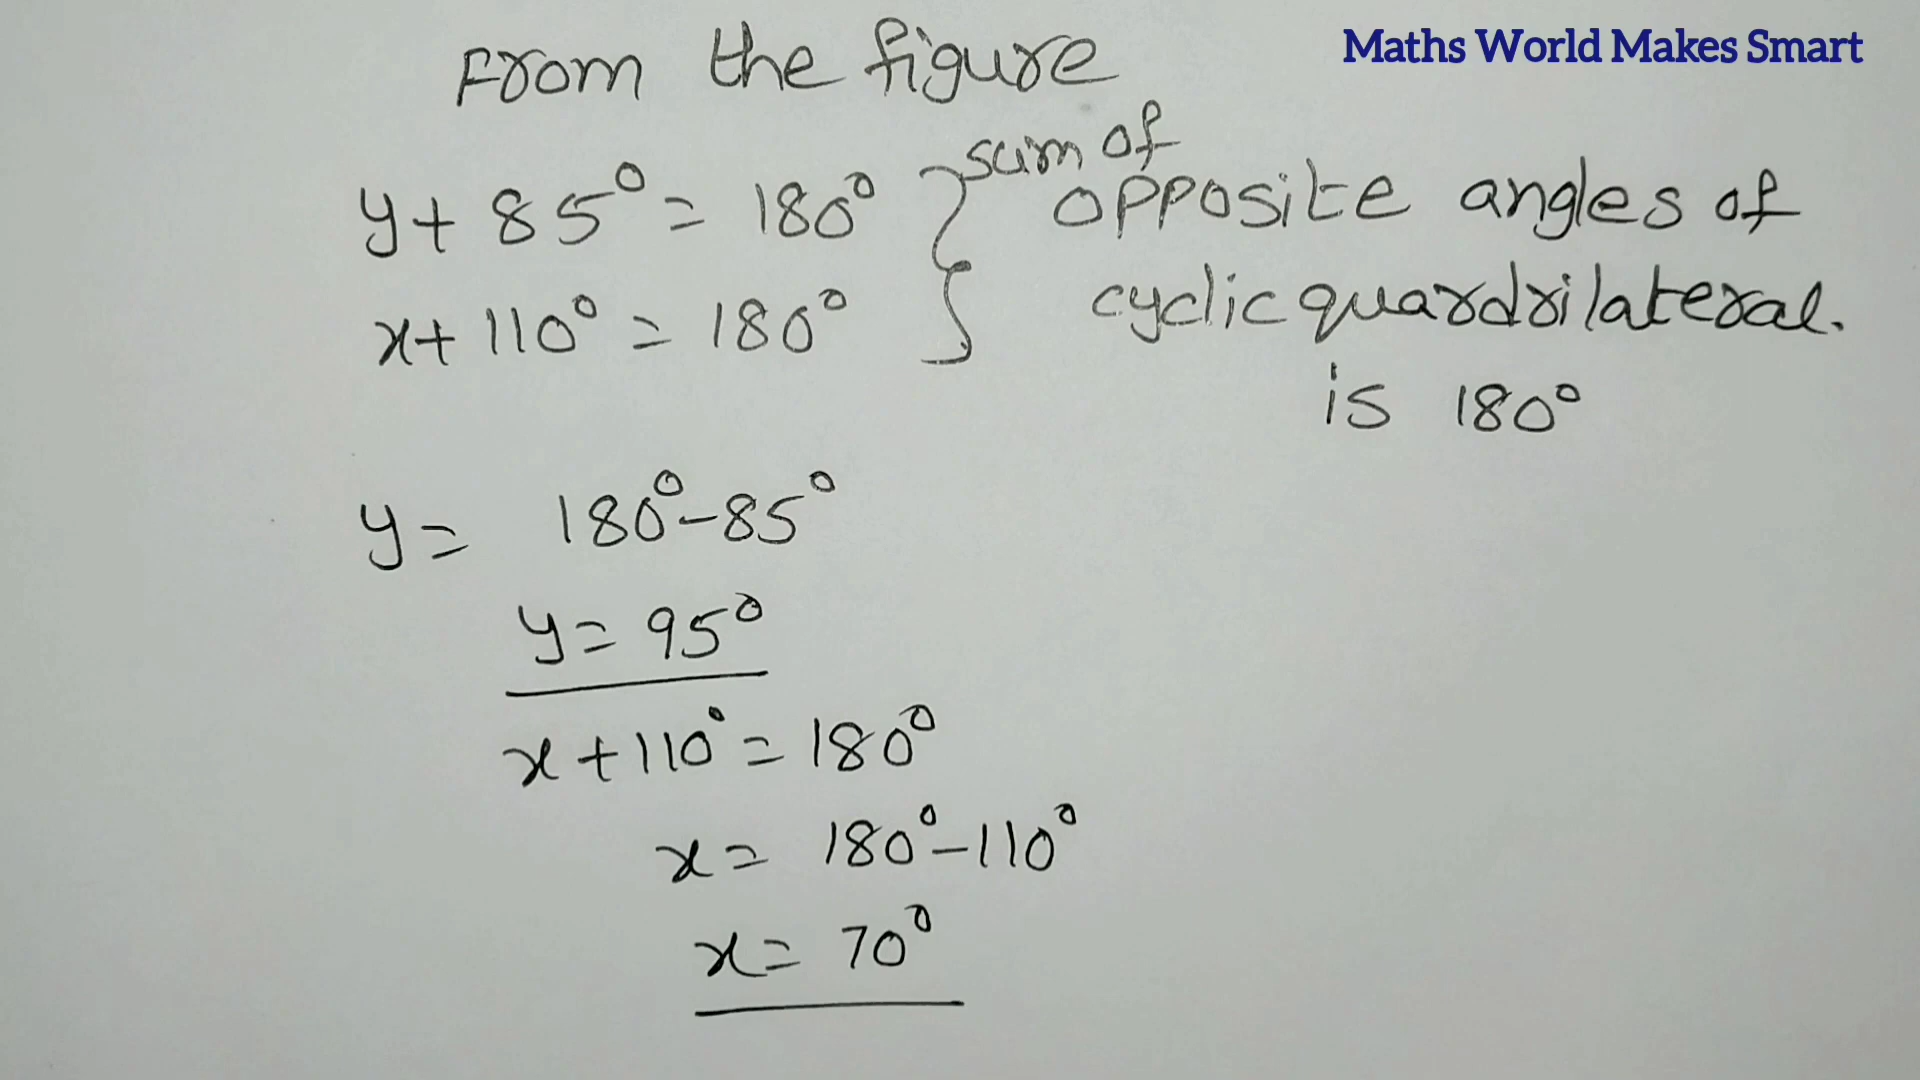 Maths World Makes Smart
From the figure
y + 85° = 180° } sum of opposite angles of
x + 110° = 180° cyclic quardrilateral.
is 180°
y = 180° - 85°
y = 95°
x + 110° = 180°
x = 180° - 110°
x = 70°